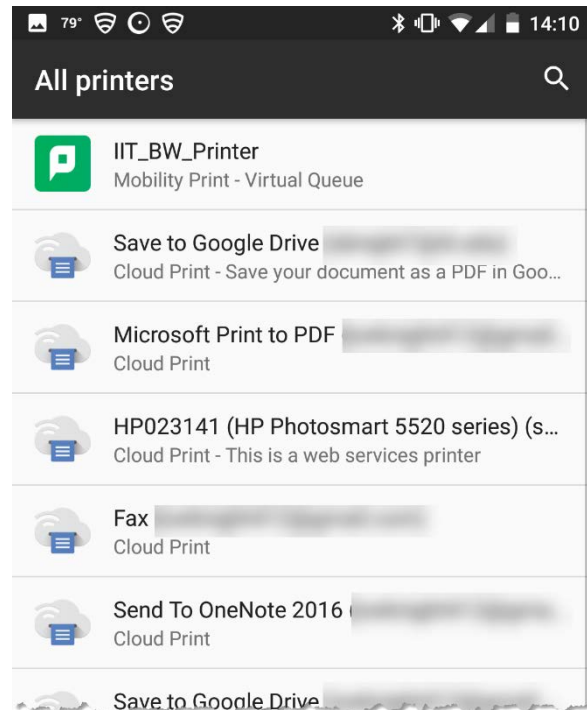 79° 14:10
All printers
IIT_BW_Printer
Mobility Print - Virtual Queue
Save to Google Drive
Cloud Print - Save your document as a PDF in Goo...
Microsoft Print to PDF
Cloud Print
HP023141 (HP Photosmart 5520 series) (s...
Cloud Print - This is a web services printer
Fax
Cloud Print
Send To OneNote 2016 (
Cloud Print
Save to Google Drive